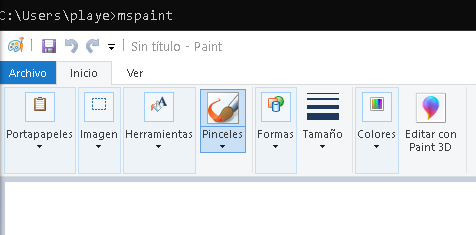 C:\Users\playe>mspaint
Sin título - Paint
Archivo Inicio Ver
Portapapeles Imagen Herramientas Pinceles Formas Tamaño Colores Editar con
Paint 3D